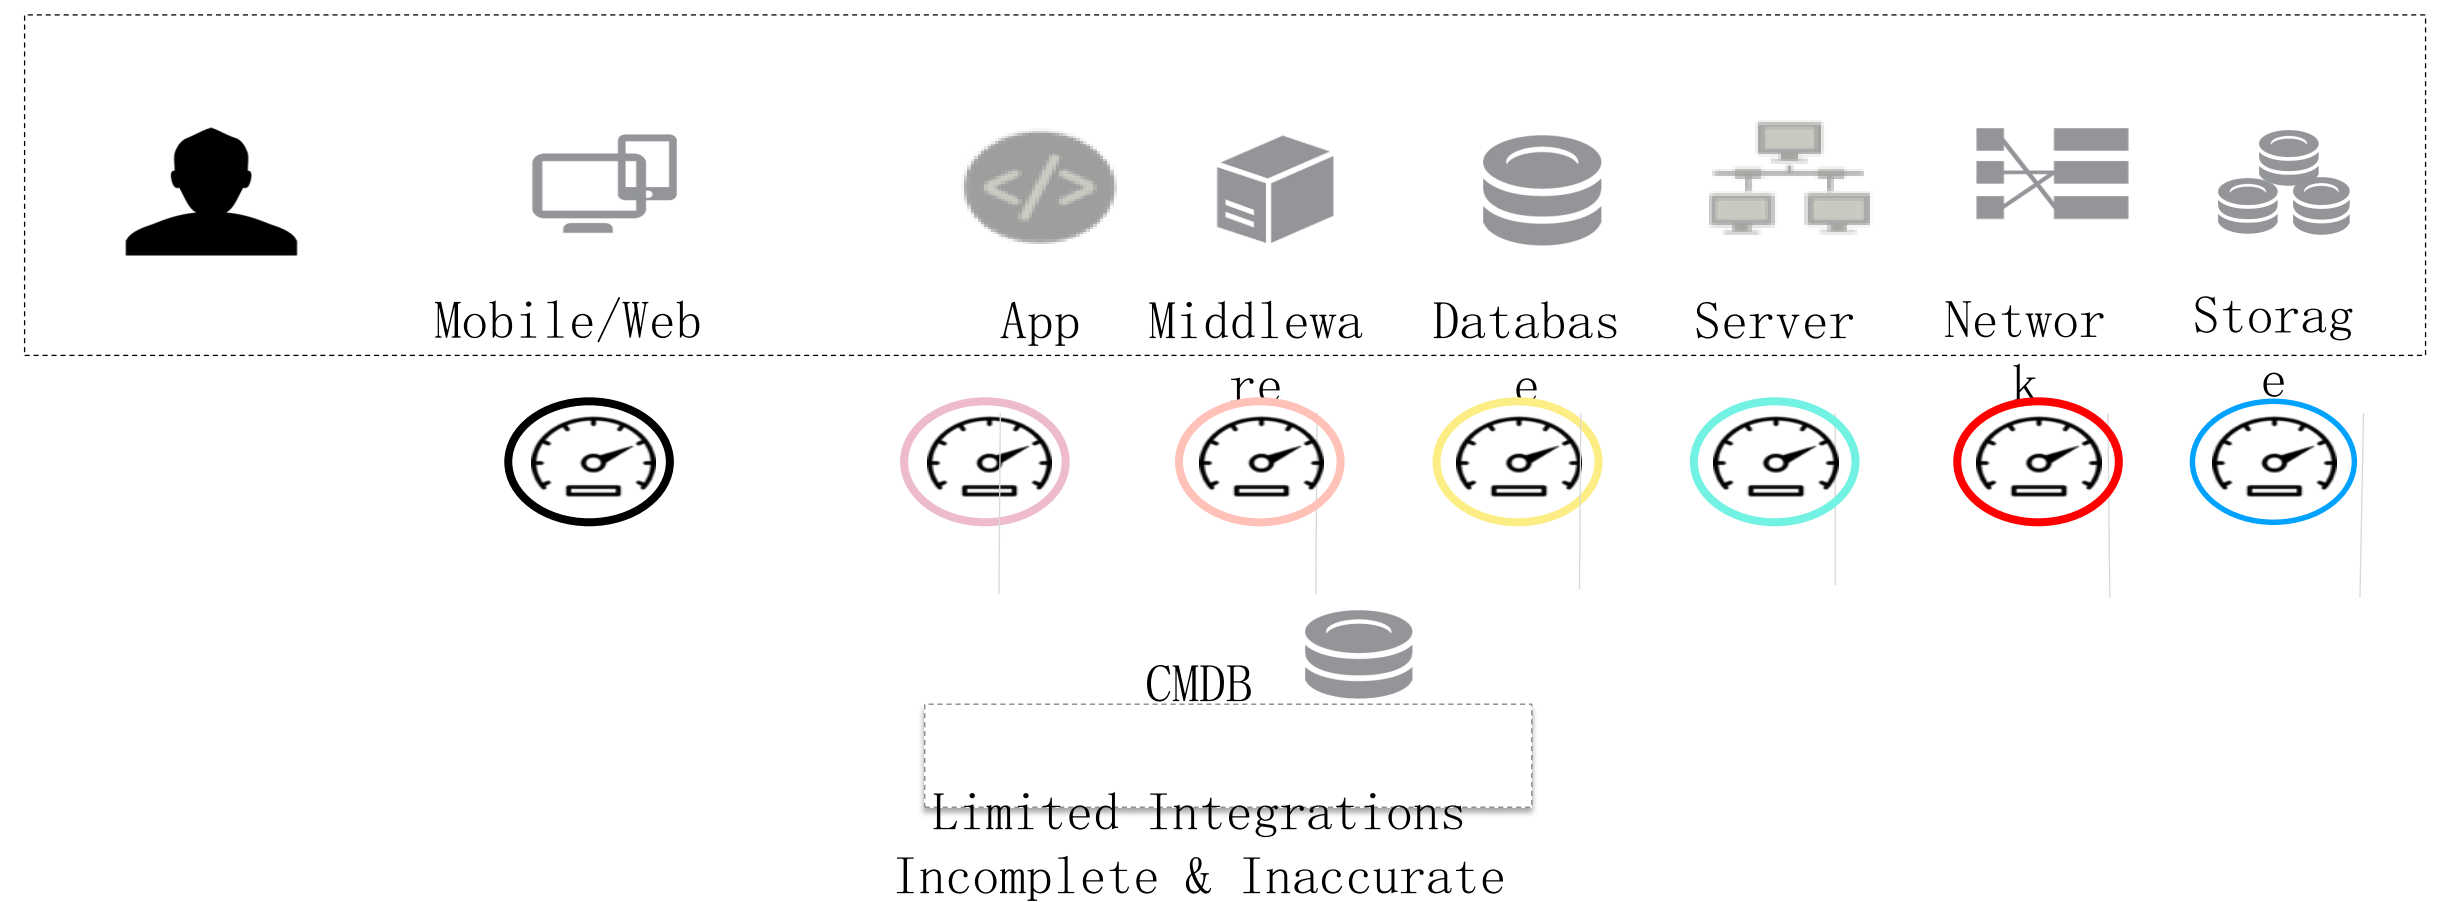 Mobile/Web
App
Middlewa
re
Databas
e
Server
Networ
k
Storag
e
CMDB
Limited Integrations
Incomplete & Inaccurate